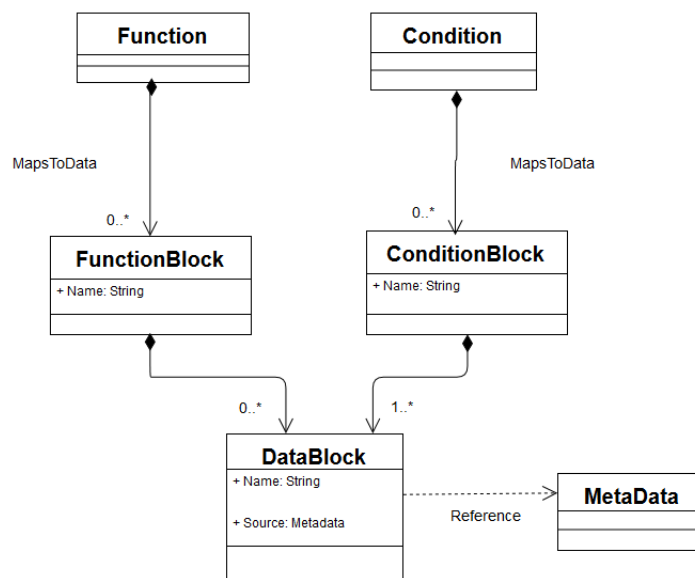 Function
Condition
MapsToData
MapsToData
0..*
0..*
FunctionBlock
+ Name: String
ConditionBlock
+ Name: String
0..*
1..*
DataBlock
+ Name: String
+ Source: Metadata
Reference
MetaData